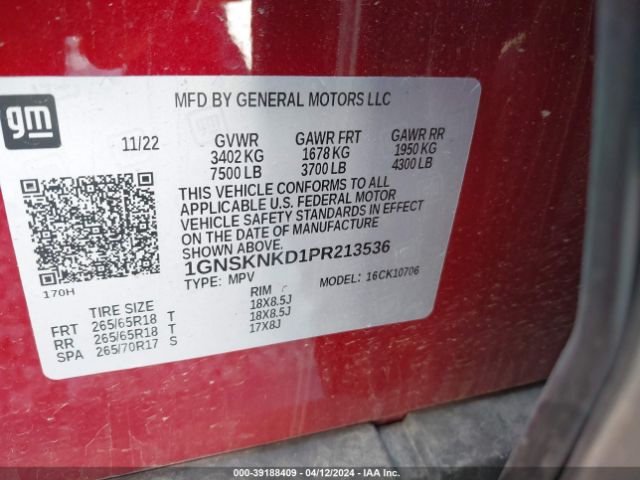 gm
MFD BY GENERAL MOTORS LLC
11/22 GVWR GAWR FRT GAWR RR
3402 KG 1678 KG 1950 KG
7500 LB 3700 LB 4300 LB
THIS VEHICLE CONFORMS TO ALL
APPLICABLE U.S. FEDERAL MOTOR
VEHICLE SAFETY STANDARDS IN EFFECT
ON THE DATE OF MANUFACTURE
SHOWN ABOVE.
1GNSKNKD1PR213536
170H TYPE: MPV MODEL: 16CK10706
TIRE SIZE RIM
FRT 265/65R18 T 18X8.5J
RR 265/65R18 T 18X8.5J
SPA 265/70R17 S 17X8J
000-39188409 - 04/12/2024 - IAA Inc.